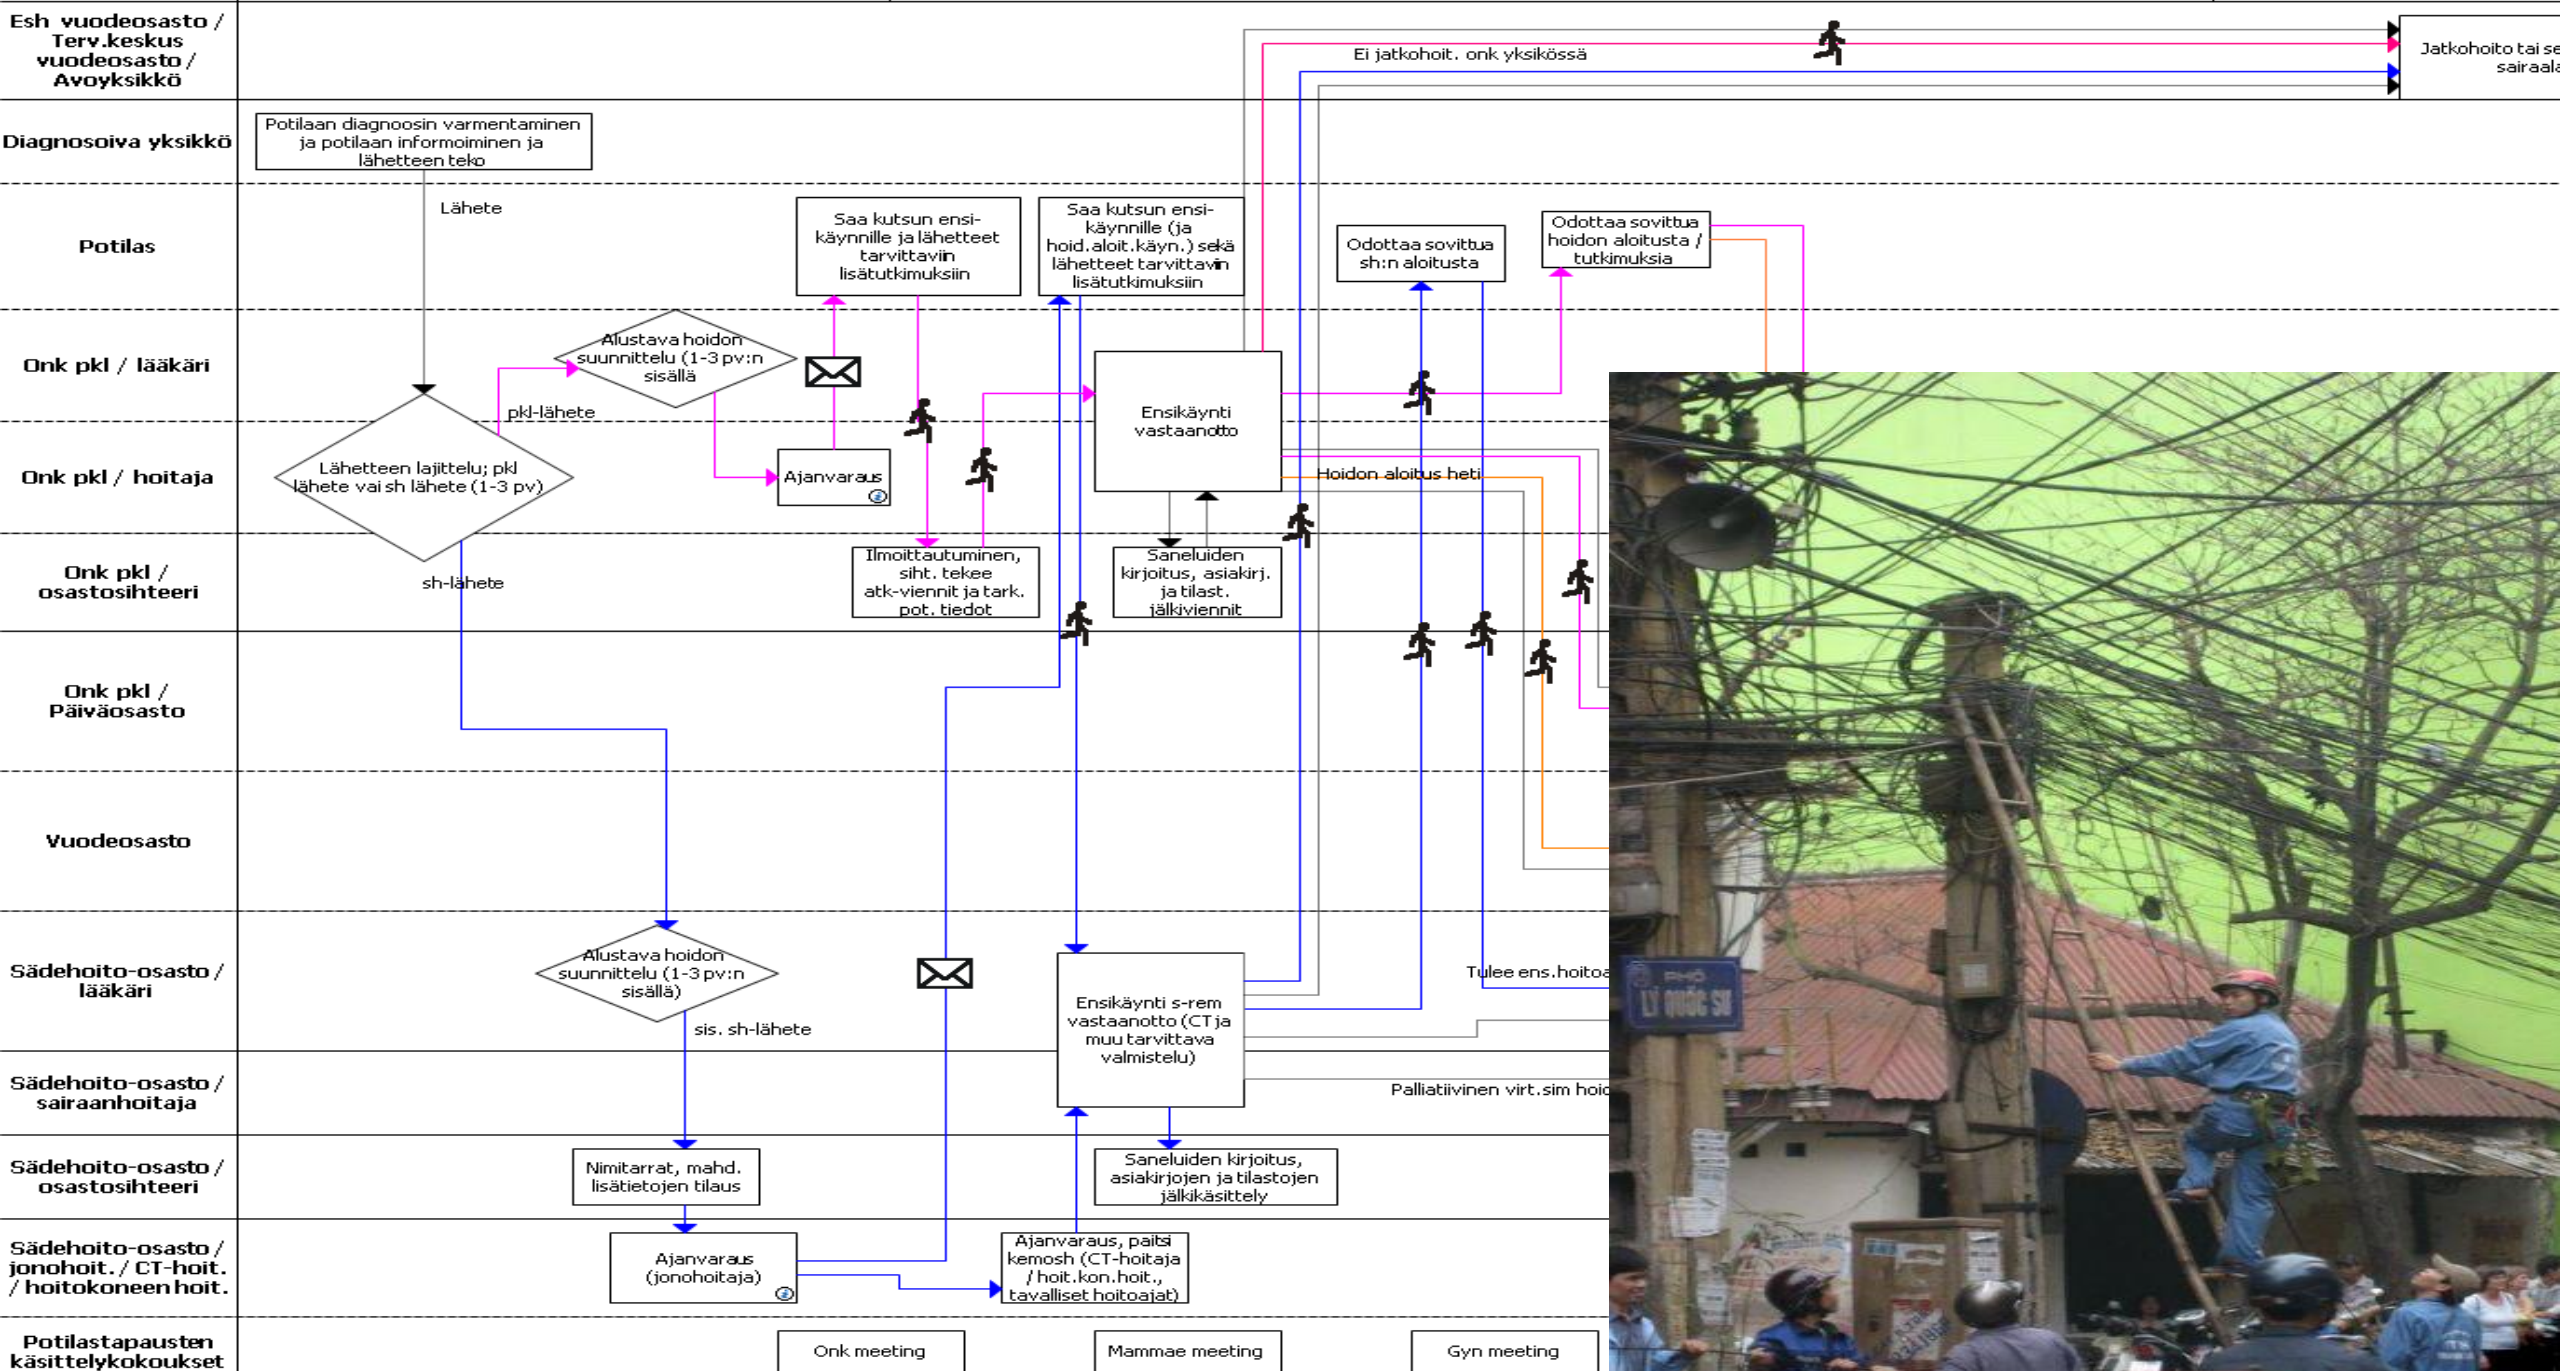 Esh vuodeosasto /
Terv.keskus
vuodeosasto /
Avoyksikkö
Ei jatkohoit. onk yksikössä
Jatkohoito tai se
sairaala
Diagnosoiva yksikkö
Potilaan diagnoosin varmentaminen
ja potilaan informoiminen ja
lähetteen teko
Lähete
Potilas
Saa kutsun ensi-
käynnille ja lähetteet
tarvittaviin
lisätutkimuksiin
Saa kutsun ensi-
käynnille (ja
hoid.aloit.käyn.) sekä
lähetteet tarvittaviin
lisätutkimuksiin
Odottaa sovittua
sh:n aloitusta
Odottaa sovittua
hoidon aloitusta /
tutkimuksia
Onk pkl / lääkäri
Alustava hoidon
suunnittelu (1-3 pv:n
sisällä
pkl-lähete
Ensikäynti
vastaanotto
Onk pkl / hoitaja
Lähetteen lajittelu; pkl
lähete vai sh lähete (1-3 pv)
Ajanvaraus
Hoidon aloitus heti
Onk pkl /
osastosihteeri
sh-lähete
Ilmoittautuminen,
siht. tekee
atk-viennit ja tark.
pot. tiedot
Saneluiden
kirjoitus, asiakirj.
ja tilast.
jälkiviennit
Onk pkl /
Päiväosasto
Vuodeosasto
Sädehoito-osasto /
lääkäri
Alustava hoidon
suunnittelu (1-3 pv:n
sisällä)
sis. sh-lähete
Ensikäynti s-rem
vastaanotto (CT ja
muu tarvittava
valmistelu)
Tulee ens.hoitoa
PHỐ
LÝ QUỐC SƯ
Sädehoito-osasto /
sairaanhoitaja
Palliatiivinen virt.sim hoid
Sädehoito-osasto /
osastosihteeri
Nimitarrat, mahd.
lisätietojen tilaus
Saneluiden kirjoitus,
asiakirjojen ja tilastojen
jälkikäsittely
Sädehoito-osasto /
jonohoit. / CT-hoit.
/ hoitokoneen hoit.
Ajanvaraus
(jonohoitaja)
Ajanvaraus, paitsi
kemosh (CT-hoitaja
/ hoit.kon.hoit.,
tavalliset hoitoajat)
Potilastapausten
käsittelykokoukset
Onk meeting
Mammae meeting
Gyn meeting